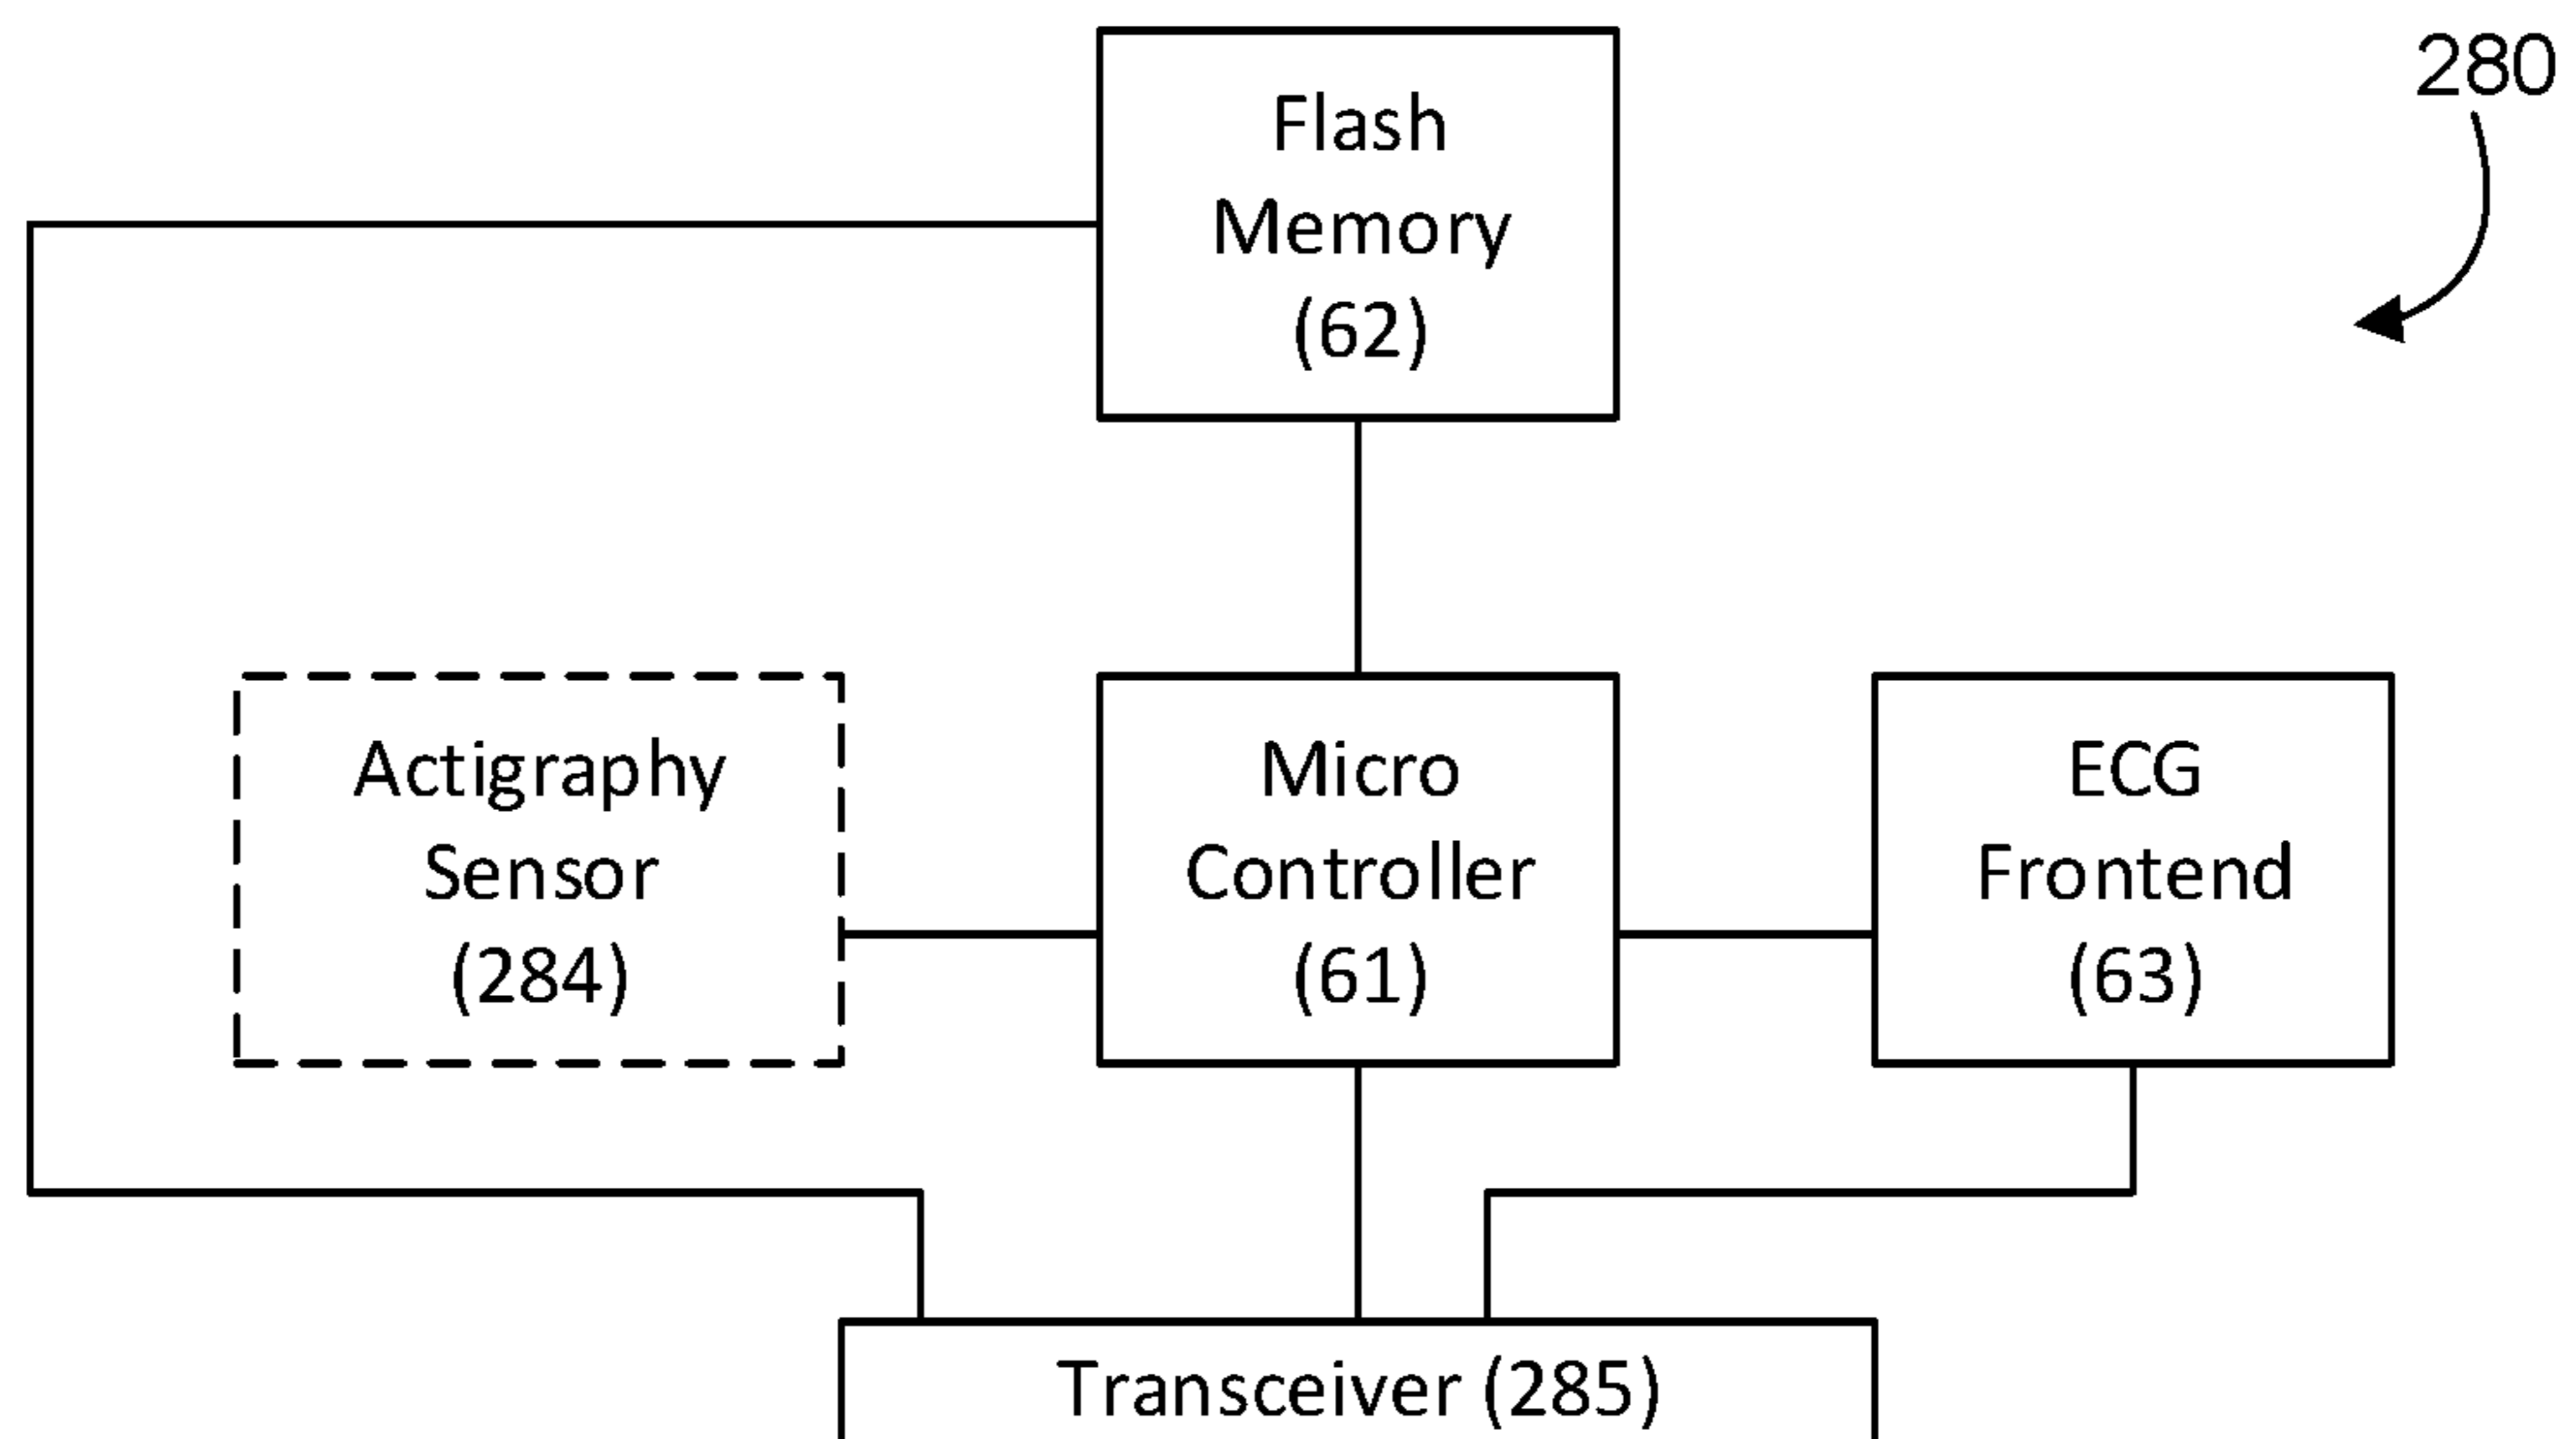 280
Flash
Memory
(62)
Actigraphy
Sensor
(284)
Micro
Controller
(61)
ECG
Frontend
(63)
Transceiver (285)